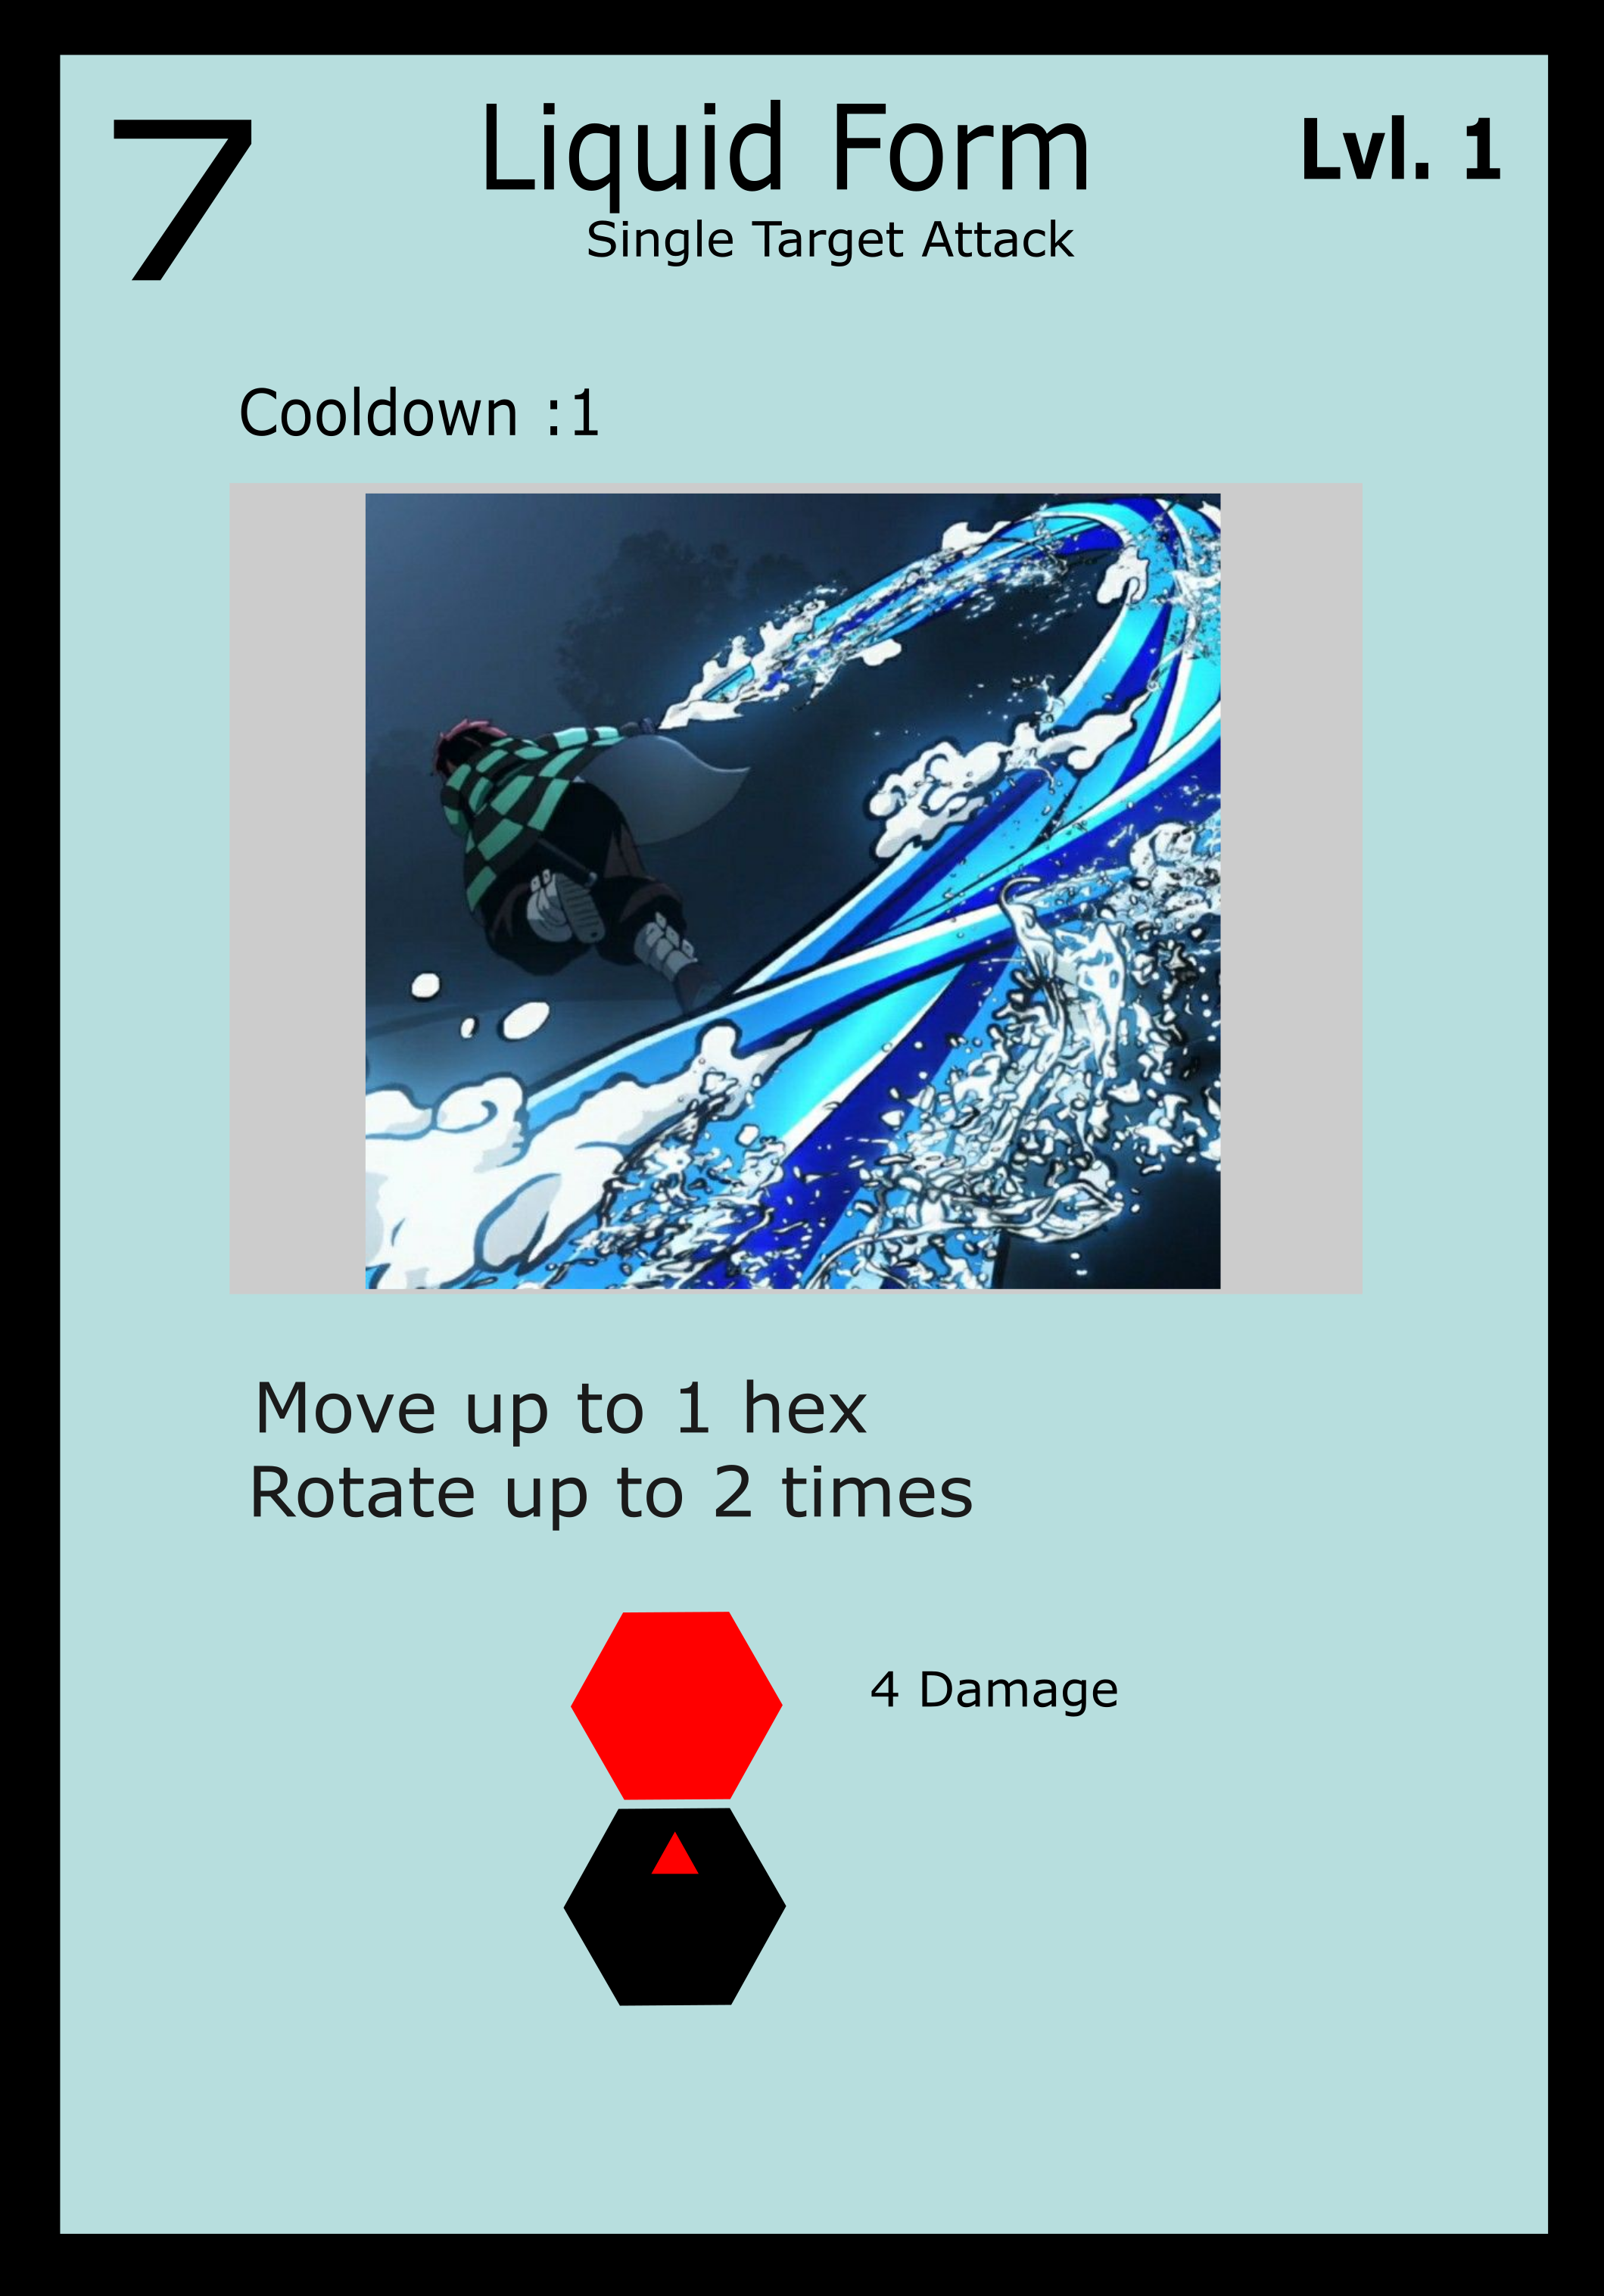 7
Liquid Form
Lvl. 1
Single Target Attack
Cooldown :1
Move up to 1 hex
Rotate up to 2 times
4 Damage